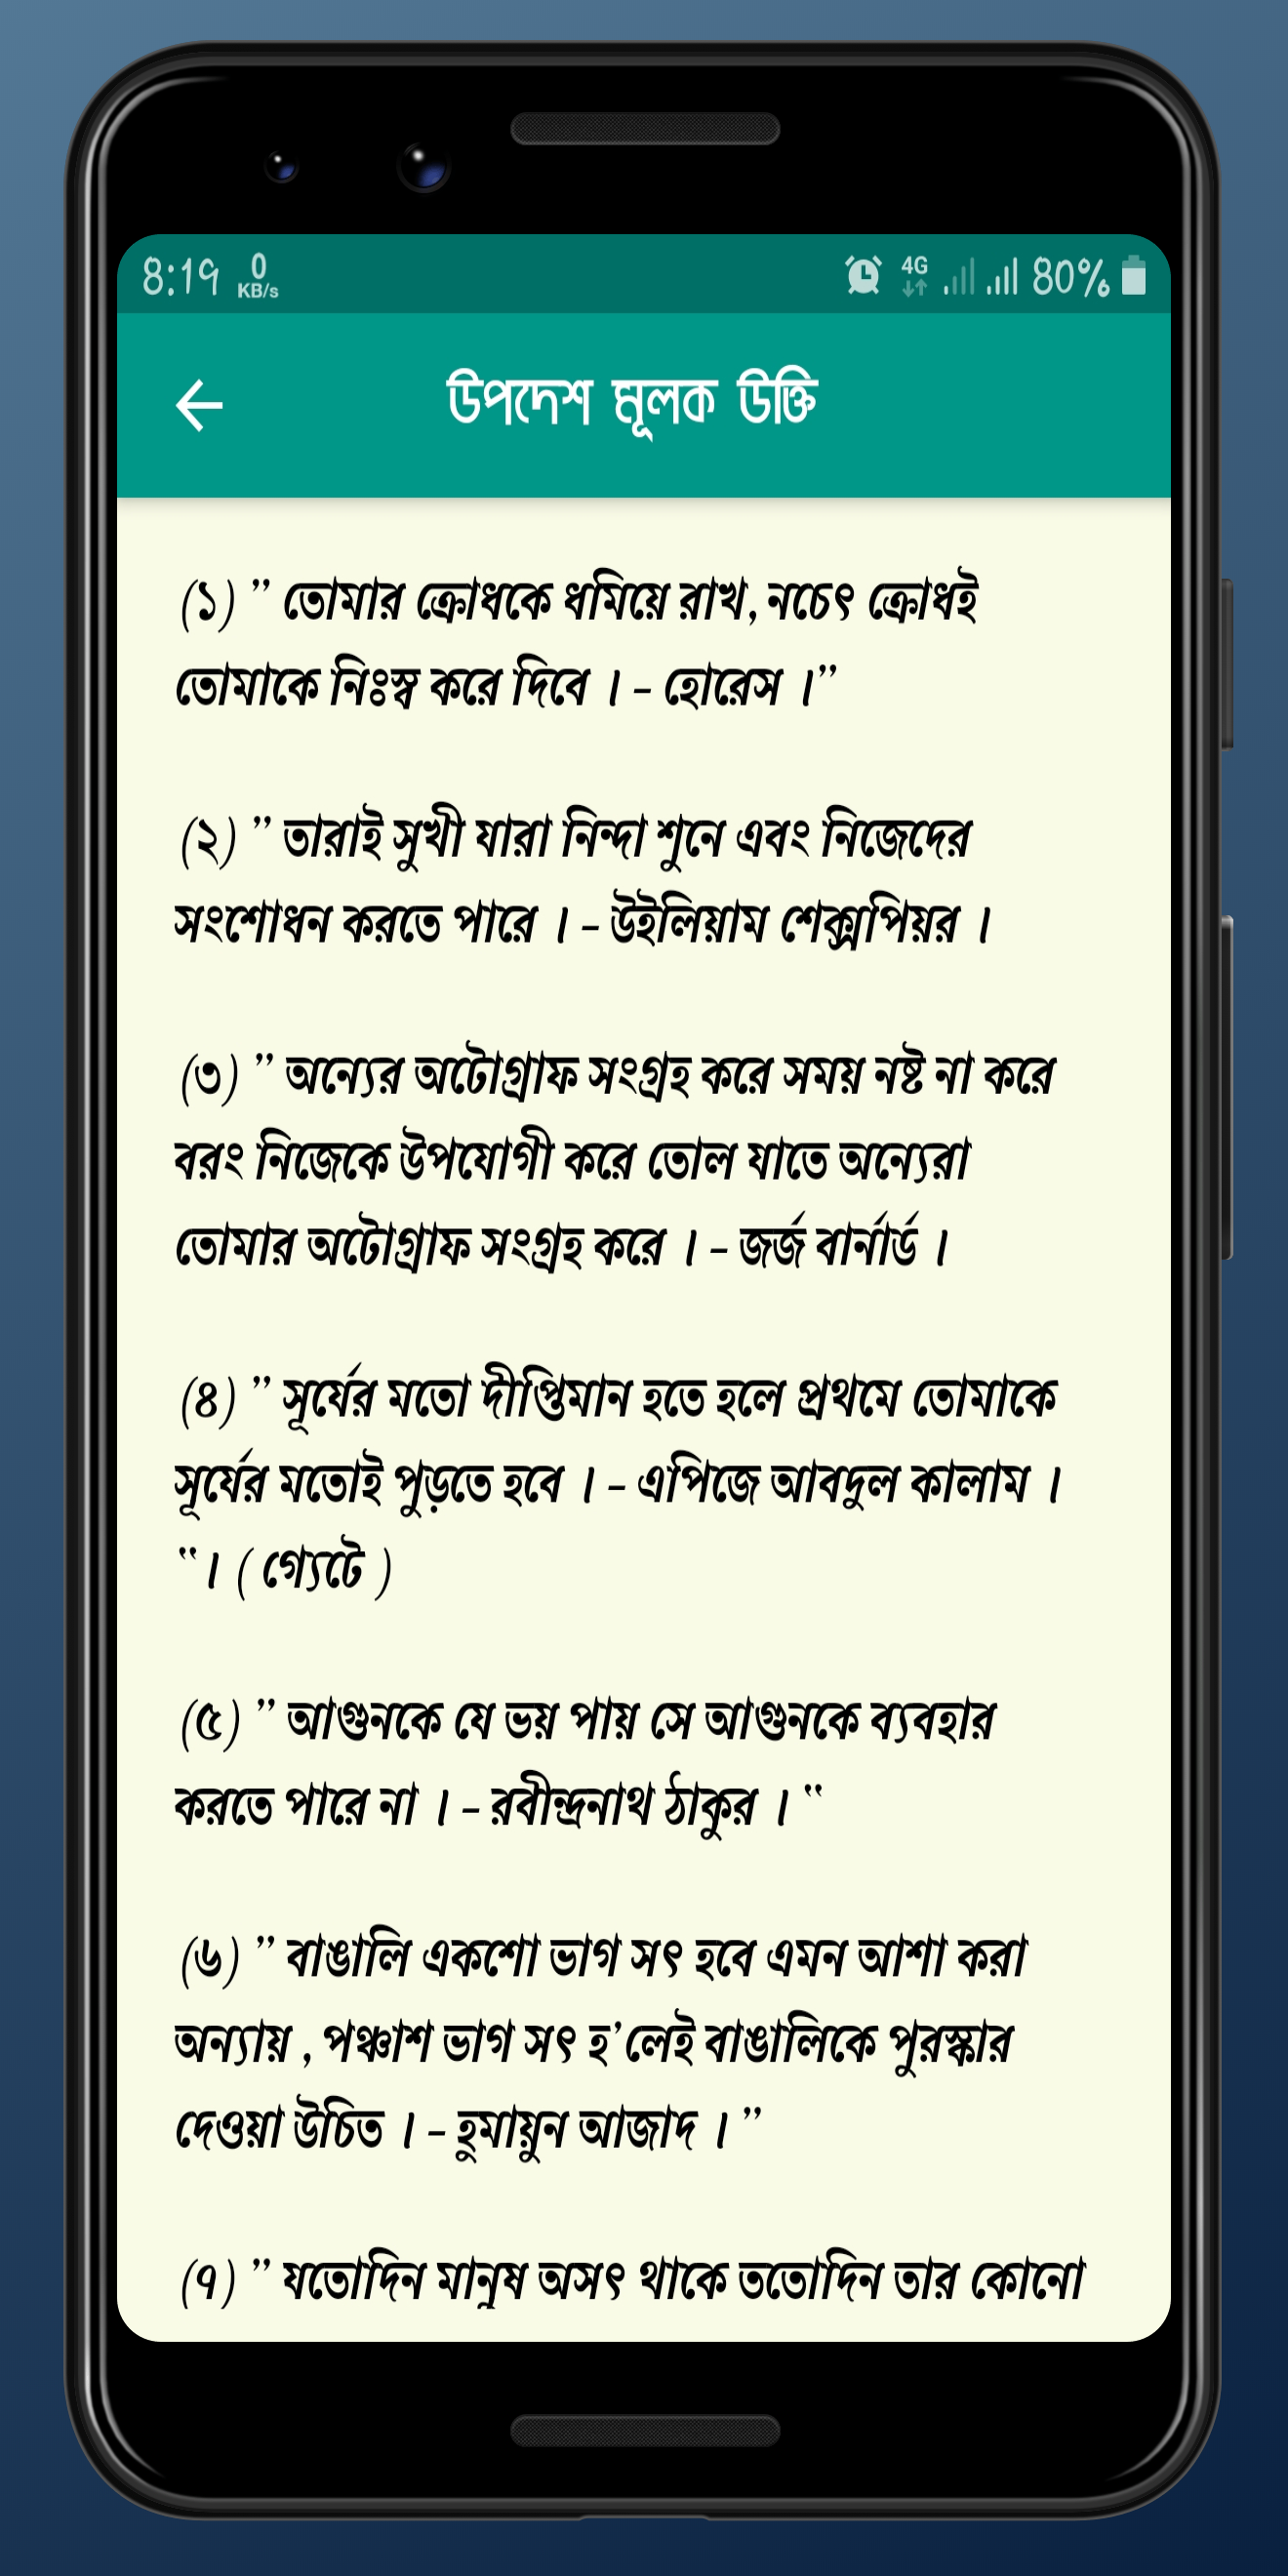 8:19 0 KB/s 4G 80%
উপদেশ মূলক উক্তি
(১) ” তোমার ক্রোধকে ধমিয়ে রাখ, নচেৎ ক্রোধই
তোমাকে নিঃস্ব করে দিবে । – হোরেস ।”
(২) ” তারাই সুখী যারা নিন্দা শুনে এবং নিজেদের
সংশোধন করতে পারে । – উইলিয়াম শেক্সপিয়র ।
(৩) ” অন্যের অটোগ্রাফ সংগ্রহ করে সময় নষ্ট না করে
বরং নিজেকে উপযোগী করে তোল যাতে অন্যেরা
তোমার অটোগ্রাফ সংগ্রহ করে । – জর্জ বার্নার্ড ।
(৪) ” সূর্যের মতো দীপ্তিমান হতে হলে প্রথমে তোমাকে
সূর্যের মতোই পুড়তে হবে । – এপিজে আবদুল কালাম ।
“। ( গ্যেটে )
(৫) ” আগুনকে যে ভয় পায় সে আগুনকে ব্যবহার
করতে পারে না । – রবীন্দ্রনাথ ঠাকুর । “
(৬) ” বাঙালি একশো ভাগ সৎ হবে এমন আশা করা
অন্যায় , পঞ্চাশ ভাগ সৎ হ’লেই বাঙালিকে পুরস্কার
দেওয়া উচিত । – হুমায়ুন আজাদ । ”
(৭) ” যতোদিন মানুষ অসৎ থাকে ততোদিন তার কোনো